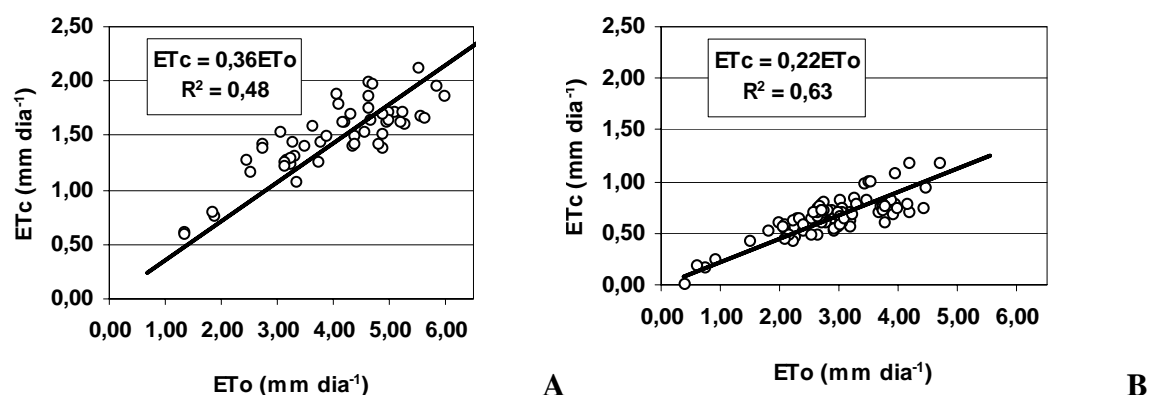 2,50
2,00
1,50
1,00
0,50
0,00
ETc (mm dia⁻¹)
ETc = 0,36ETo
R² = 0,48
0,00 1,00 2,00 3,00 4,00 5,00 6,00
ETo (mm dia⁻¹)
A
2,50
2,00
1,50
1,00
0,50
0,00
ETc (mm dia⁻¹)
ETc = 0,22ETo
R² = 0,63
0,00 1,00 2,00 3,00 4,00 5,00 6,00
ETo (mm dia⁻¹)
B